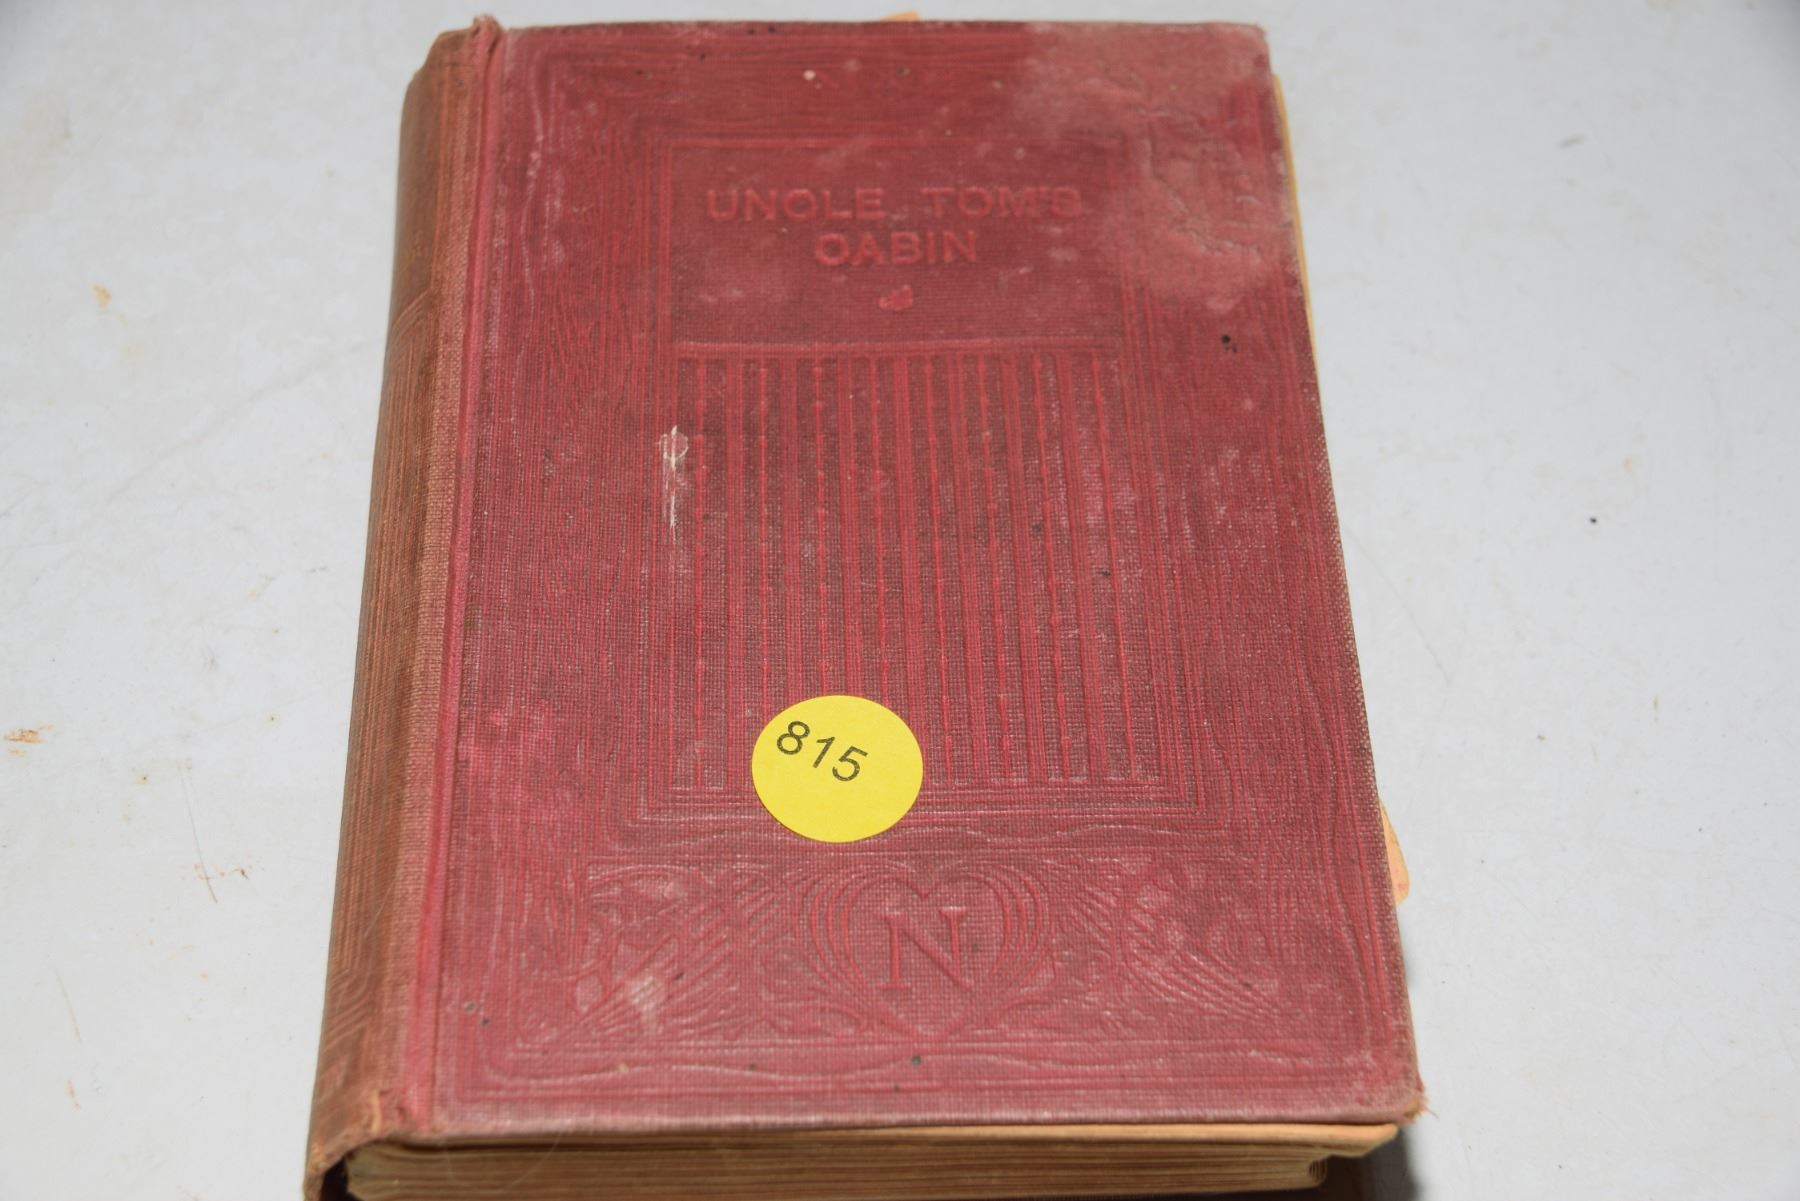 UNCLE TOM'S
CABIN
815
N